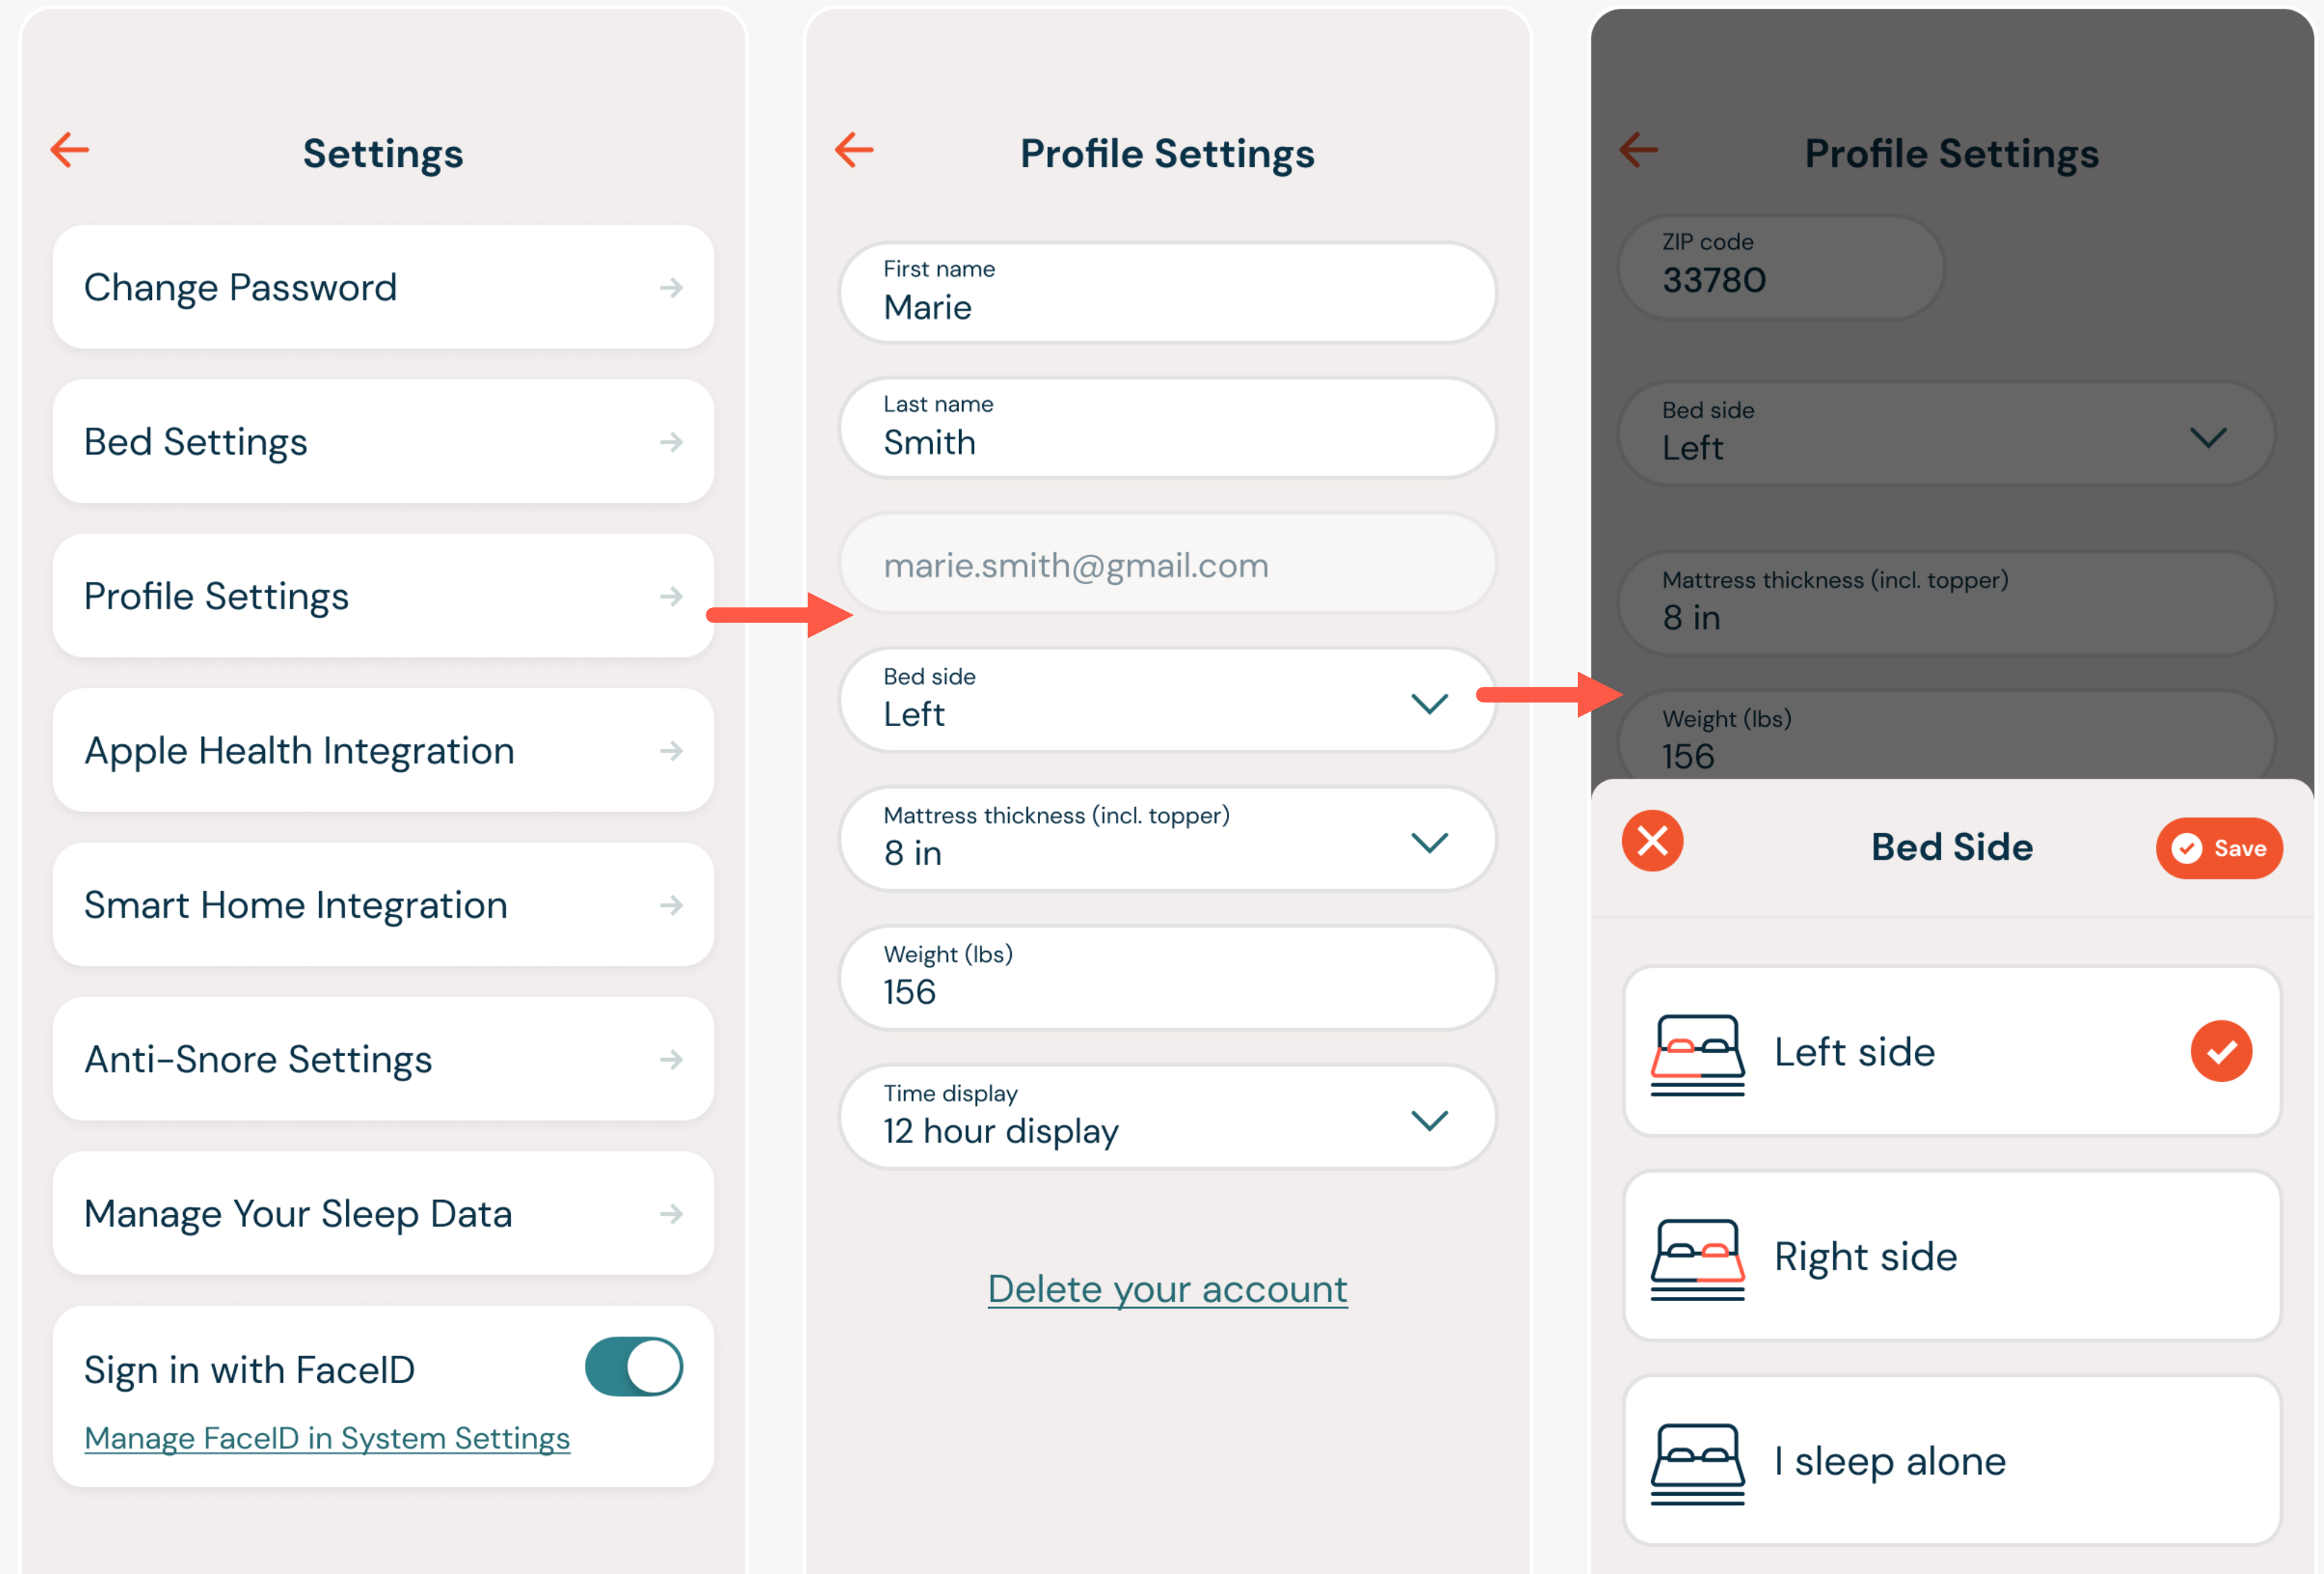 Settings
Change Password
Bed Settings
Profile Settings
Apple Health Integration
Smart Home Integration
Anti-Snore Settings
Manage Your Sleep Data
Sign in with FaceID
Manage FaceID in System Settings
Profile Settings
First name
Marie
Last name
Smith
marie.smith@gmail.com
Bed side
Left
Mattress thickness (incl. topper)
8 in
Weight (lbs)
156
Time display
12 hour display
Delete your account
Profile Settings
ZIP code
33780
Bed side
Left
Mattress thickness (incl. topper)
8 in
Weight (lbs)
156
Bed Side
Save
Left side
Right side
I sleep alone